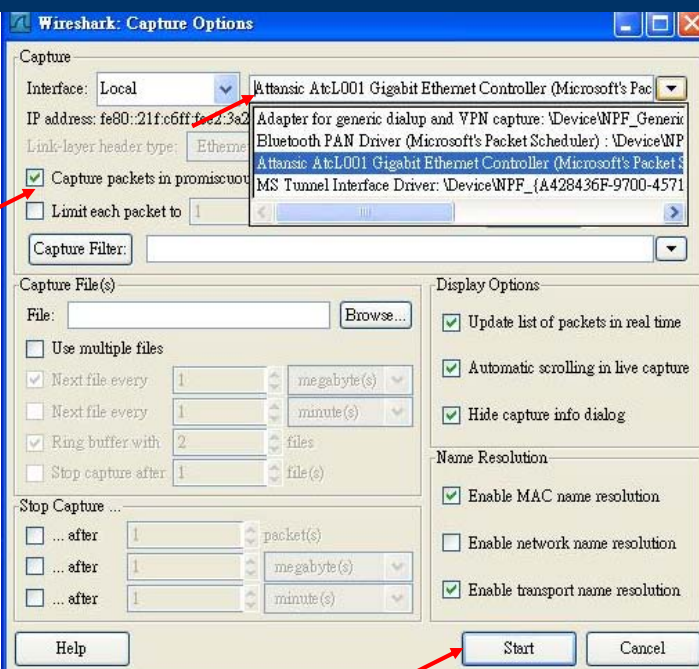 Wireshark: Capture Options
Capture
Interface: Local Attansic AtcL001 Gigabit Ethernet Controller (Microsoft's Pac
IP address: fe80::21f:c6ff:fee2:3a2
Adapter for generic dialup and VPN capture: \Device\NPF_Generic
Link-layer header type: Etherne
Bluetooth PAN Driver (Microsoft's Packet Scheduler) : \Device\NP
Attansic AtcL001 Gigabit Ethernet Controller (Microsoft's Packet S
Capture packets in promiscuou
MS Tunnel Interface Driver: \Device\NPF_{A428436F-9700-4571
Limit each packet to 1
Capture Filter:
Capture File(s)
File: Browse...
Use multiple files
Next file every 1 megabyte(s)
Next file every 1 minute(s)
Ring buffer with 2 files
Stop capture after 1 file(s)
Stop Capture ...
... after 1 packet(s)
... after 1 megabyte(s)
... after 1 minute(s)
Display Options
Update list of packets in real time
Automatic scrolling in live capture
Hide capture info dialog
Name Resolution
Enable MAC name resolution
Enable network name resolution
Enable transport name resolution
Help Start Cancel